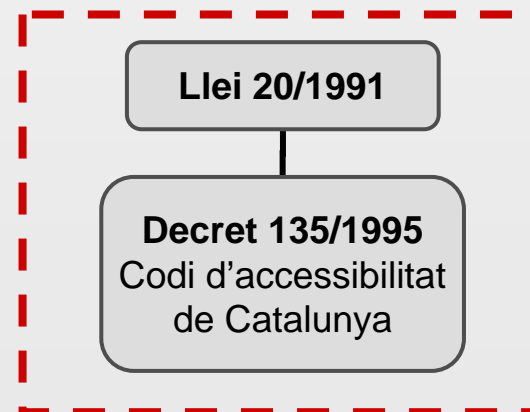 Llei 20/1991
Decret 135/1995
Codi d'accessibilitat
de Catalunya